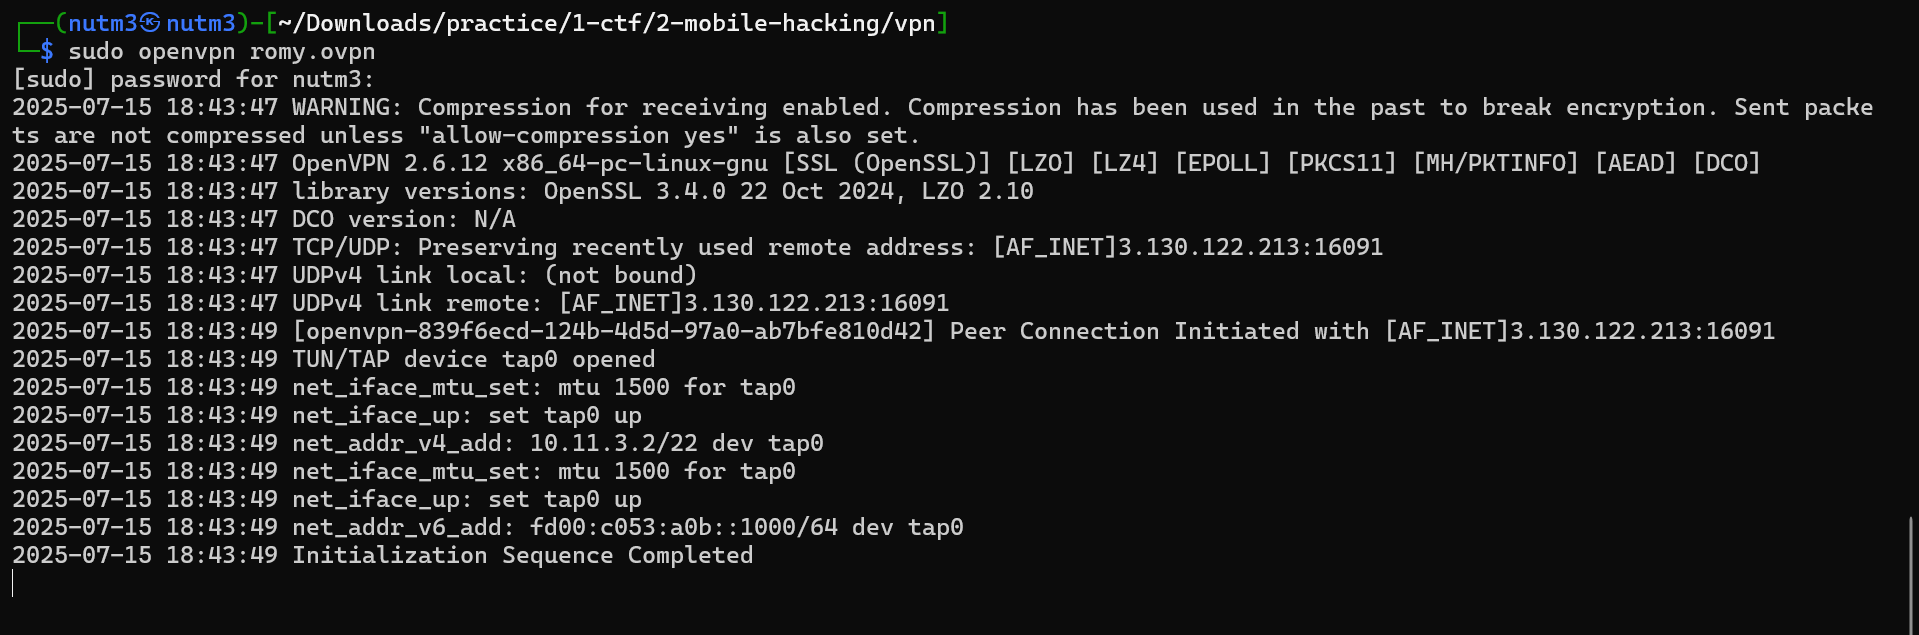 ┌──(nutm3㉿nutm3)-[~/Downloads/practice/1-ctf/2-mobile-hacking/vpn]
└─$ sudo openvpn romy.ovpn
[sudo] password for nutm3:
2025-07-15 18:43:47 WARNING: Compression for receiving enabled. Compression has been used in the past to break encryption. Sent packe
ts are not compressed unless "allow-compression yes" is also set.
2025-07-15 18:43:47 OpenVPN 2.6.12 x86_64-pc-linux-gnu [SSL (OpenSSL)] [LZO] [LZ4] [EPOLL] [PKCS11] [MH/PKTINFO] [AEAD] [DCO]
2025-07-15 18:43:47 library versions: OpenSSL 3.4.0 22 Oct 2024, LZO 2.10
2025-07-15 18:43:47 DCO version: N/A
2025-07-15 18:43:47 TCP/UDP: Preserving recently used remote address: [AF_INET]3.130.122.213:16091
2025-07-15 18:43:47 UDPv4 link local: (not bound)
2025-07-15 18:43:47 UDPv4 link remote: [AF_INET]3.130.122.213:16091
2025-07-15 18:43:49 [openvpn-839f6ecd-124b-4d5d-97a0-ab7bfe810d42] Peer Connection Initiated with [AF_INET]3.130.122.213:16091
2025-07-15 18:43:49 TUN/TAP device tap0 opened
2025-07-15 18:43:49 net_iface_mtu_set: mtu 1500 for tap0
2025-07-15 18:43:49 net_iface_up: set tap0 up
2025-07-15 18:43:49 net_addr_v4_add: 10.11.3.2/22 dev tap0
2025-07-15 18:43:49 net_iface_mtu_set: mtu 1500 for tap0
2025-07-15 18:43:49 net_iface_up: set tap0 up
2025-07-15 18:43:49 net_addr_v6_add: fd00:c053:a0b::1000/64 dev tap0
2025-07-15 18:43:49 Initialization Sequence Completed